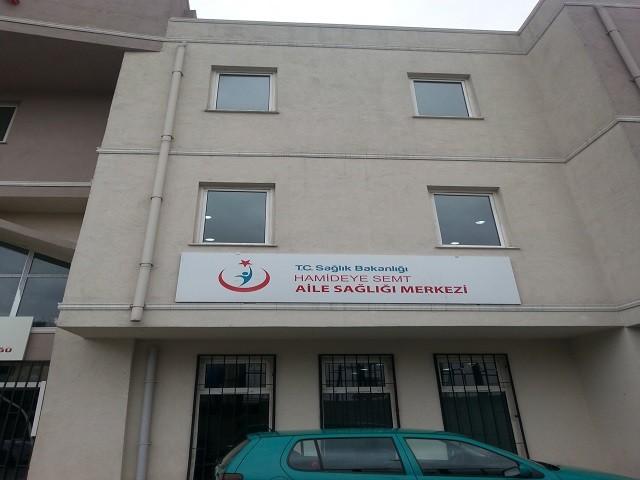 T.C. Sağlık Bakanlığı
HAMİDEYE SEMT
AİLE SAĞLIĞI MERKEZİ